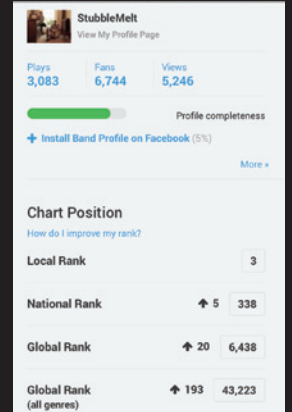 StubbleMelt
View My Profile Page
Plays Fans Views
3,083 6,744 5,246
Profile completeness
+ Install Band Profile on Facebook (5%)
More »
Chart Position
How do I improve my rank?
Local Rank 3
National Rank ↑ 5 338
Global Rank ↑ 20 6,438
Global Rank ↑ 193 43,223
(all genres)